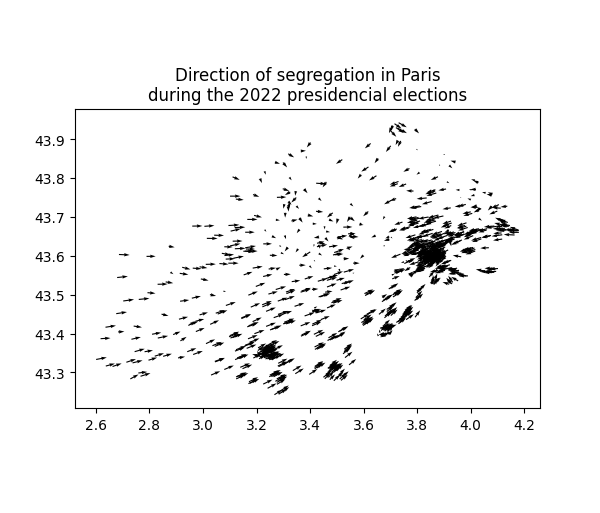 Direction of segregation in Paris
during the 2022 presidencial elections
43.9
43.8
43.7
43.6
43.5
43.4
43.3
2.6 2.8 3.0 3.2 3.4 3.6 3.8 4.0 4.2